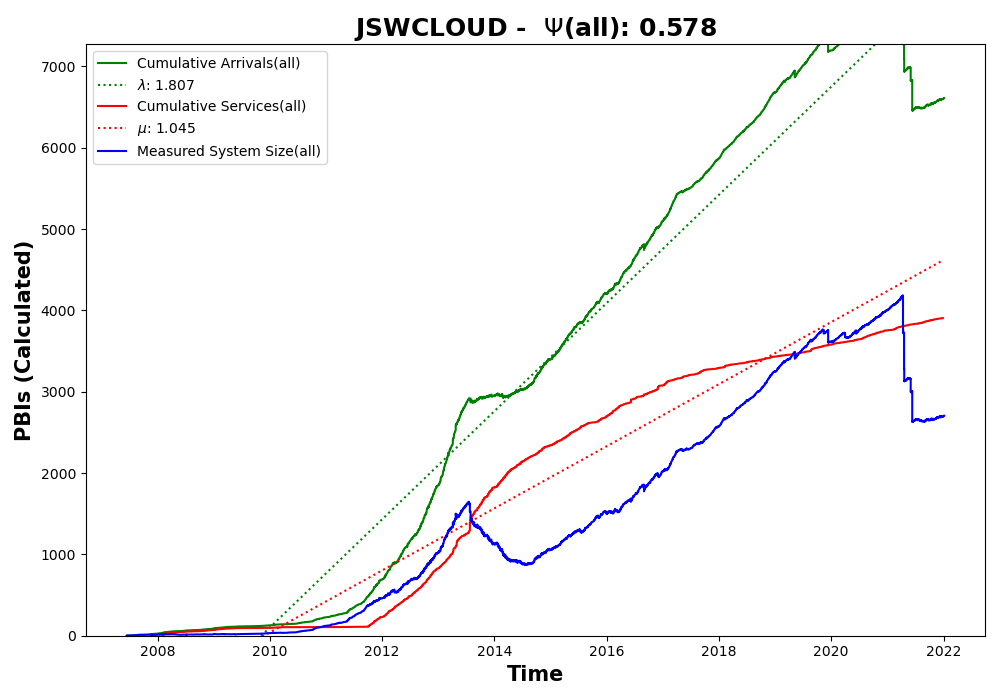 JSWCLOUD - Ψ(all): 0.578
Cumulative Arrivals(all)
λ: 1.807
Cumulative Services(all)
μ: 1.045
Measured System Size(all)
PBIs (Calculated)
7000
6000
5000
4000
3000
2000
1000
0
2008 2010 2012 2014 2016 2018 2020 2022
Time